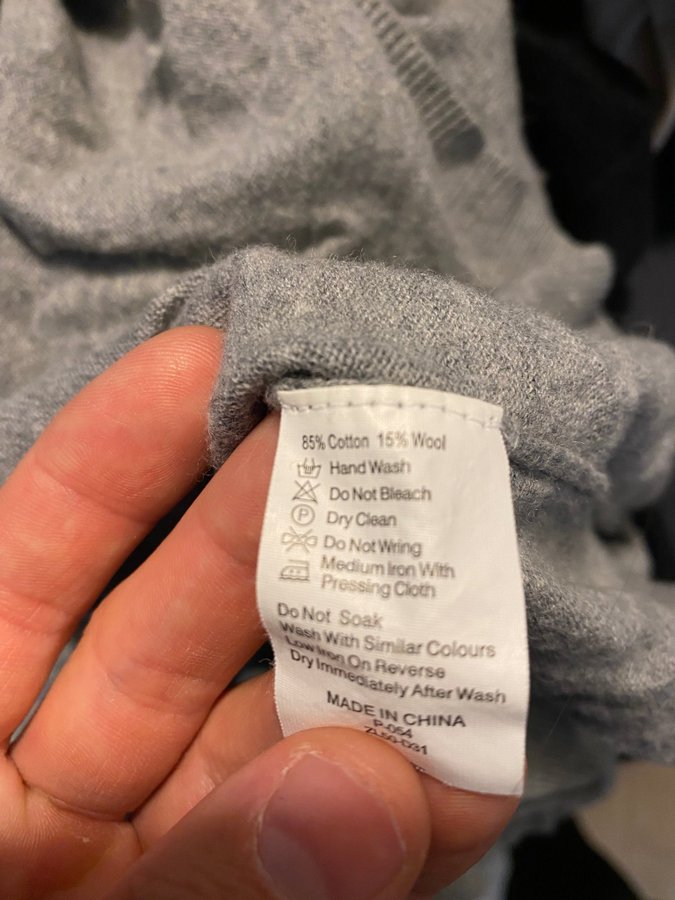 85% Cotton 15% Wool
Hand Wash
Do Not Bleach
P Dry Clean
Do Not Wring
Medium Iron With
Pressing Cloth
Do Not Soak
Wash With Similar Colours
Low Iron On Reverse
Dry Immediately After Wash
MADE IN CHINA
P-054